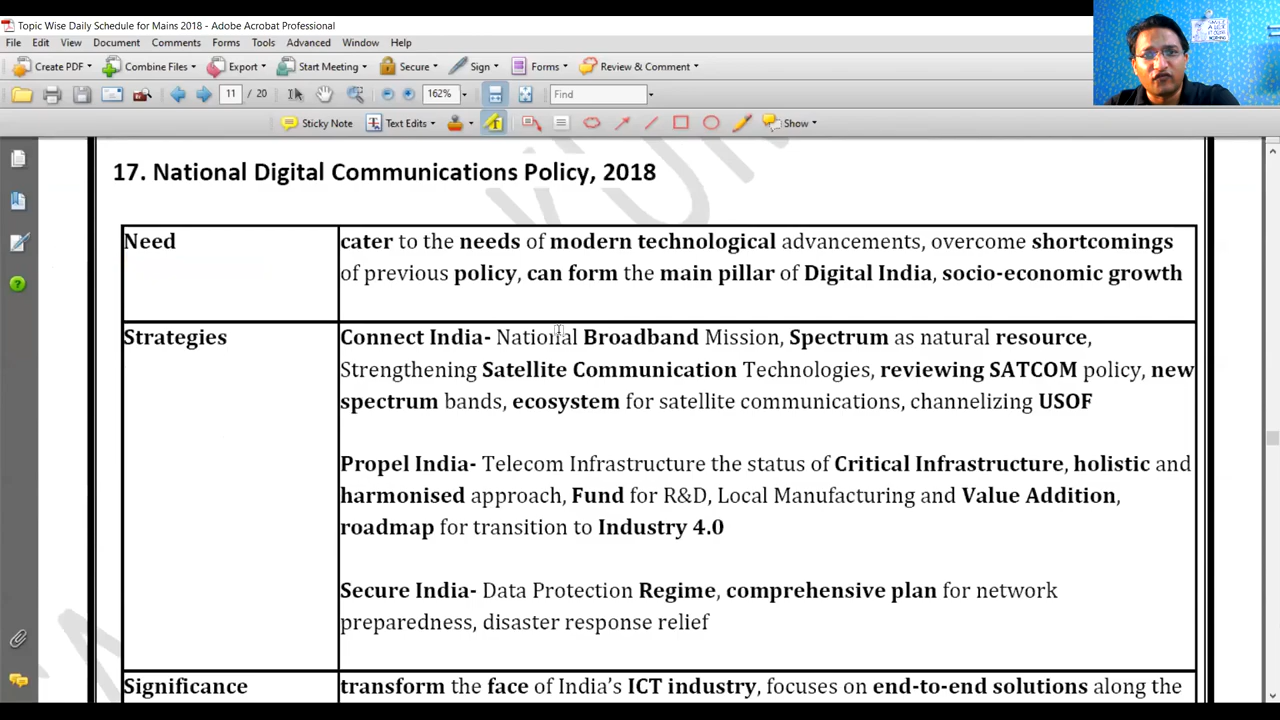 Topic Wise Daily Schedule for Mains 2018 - Adobe Acrobat Professional
File Edit View Document Comments Forms Tools Advanced Window Help
Create PDF Combine Files Export Start Meeting Secure Sign Forms Review & Comment
11 / 20 162% Find
Sticky Note Text Edits Show
17. National Digital Communications Policy, 2018
Need
cater to the needs of modern technological advancements, overcome shortcomings
of previous policy, can form the main pillar of Digital India, socio-economic growth
Strategies
Connect India- National Broadband Mission, Spectrum as natural resource,
Strengthening Satellite Communication Technologies, reviewing SATCOM policy, new
spectrum bands, ecosystem for satellite communications, channelizing USOF
Propel India- Telecom Infrastructure the status of Critical Infrastructure, holistic and
harmonised approach, Fund for R&D, Local Manufacturing and Value Addition,
roadmap for transition to Industry 4.0
Secure India- Data Protection Regime, comprehensive plan for network
preparedness, disaster response relief
Significance
transform the face of India's ICT industry, focuses on end-to-end solutions along the